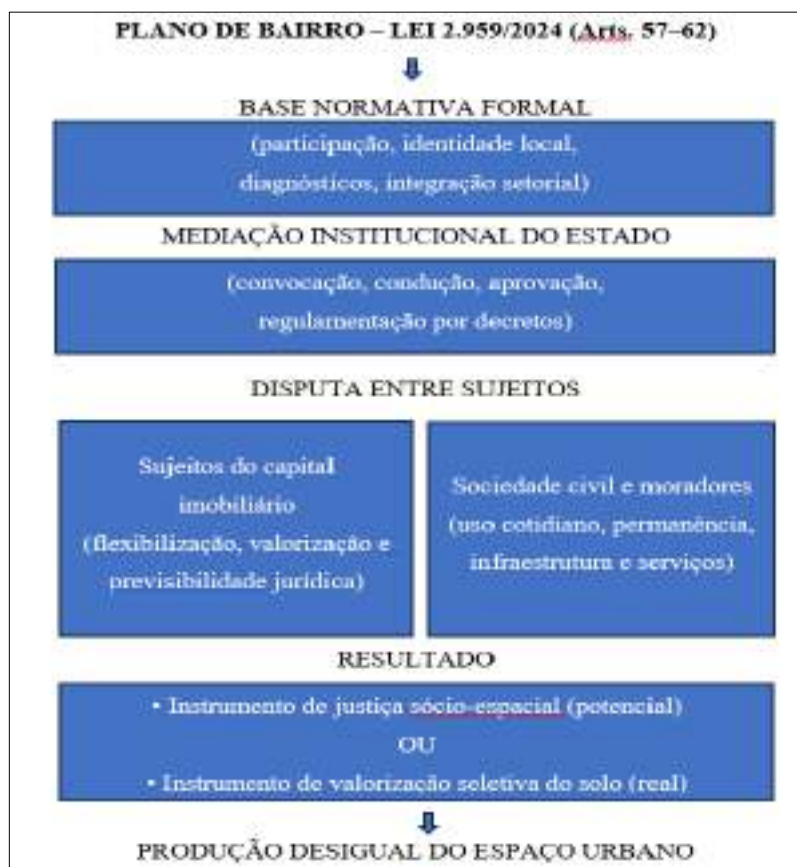 PLANO DE BAIRRO – LEI 2.959/2024 (Arts. 57–62)
BASE NORMATIVA FORMAL
(participação, identidade local,
diagnósticos, integração setorial)
MEDIAÇÃO INSTITUCIONAL DO ESTADO
(convocação, condução, aprovação,
regulamentação por decretos)
DISPUTA ENTRE SUJEITOS
Sujeitos do capital
imobiliário
(flexibilização, valorização e
previsibilidade jurídica)
Sociedade civil e moradores
(uso cotidiano, permanência,
infraestrutura e serviços)
RESULTADO
• Instrumento de justiça sócio-espacial (potencial)
OU
• Instrumento de valorização seletiva do solo (real)
PRODUÇÃO DESIGUAL DO ESPAÇO URBANO